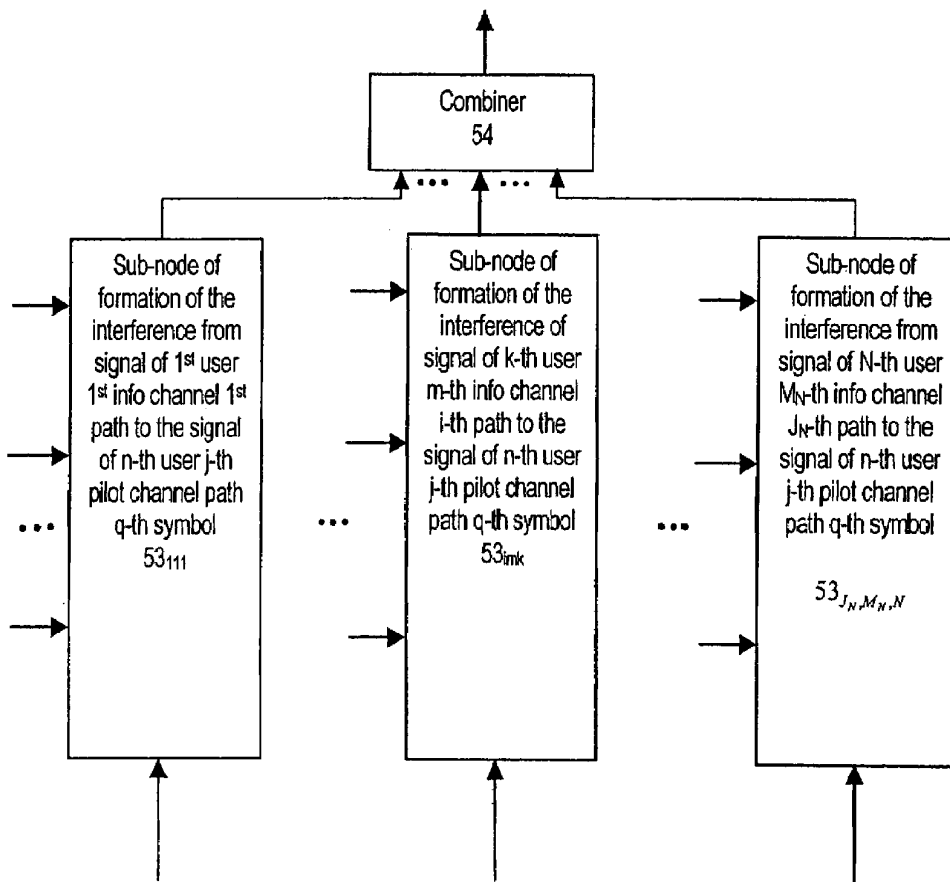 Combiner
54
Sub-node of
formation of the
interference from
signal of 1st user
1st info channel 1st
path to the signal
of n-th user j-th
pilot channel path
q-th symbol
53111
Sub-node of
formation of the
interference of
signal of k-th user
m-th info channel
i-th path to the
signal of n-th user
j-th pilot channel
path q-th symbol
53imk
Sub-node of
formation of the
interference from
signal of N-th user
MN-th info channel
JN-th path to the
signal of n-th user
j-th pilot channel
path q-th symbol
53JN,MN,N